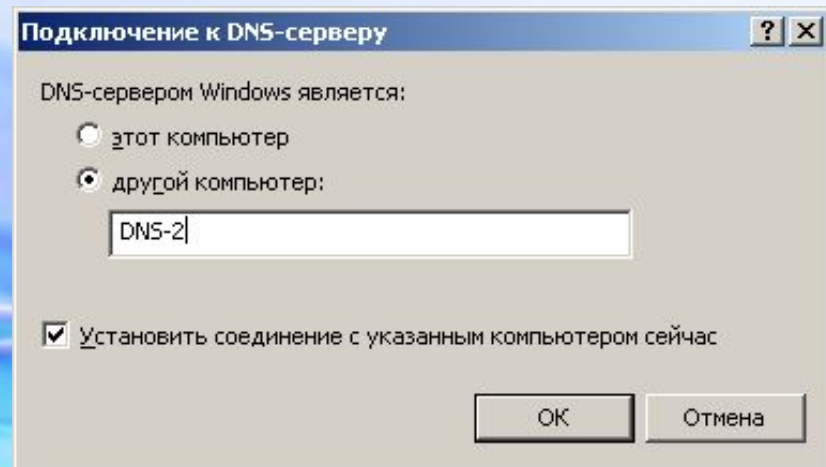 Подключение к DNS-серверу
DNS-сервером Windows является:
этот компьютер
другой компьютер:
DNS-2
Установить соединение с указанным компьютером сейчас
ОК Отмена